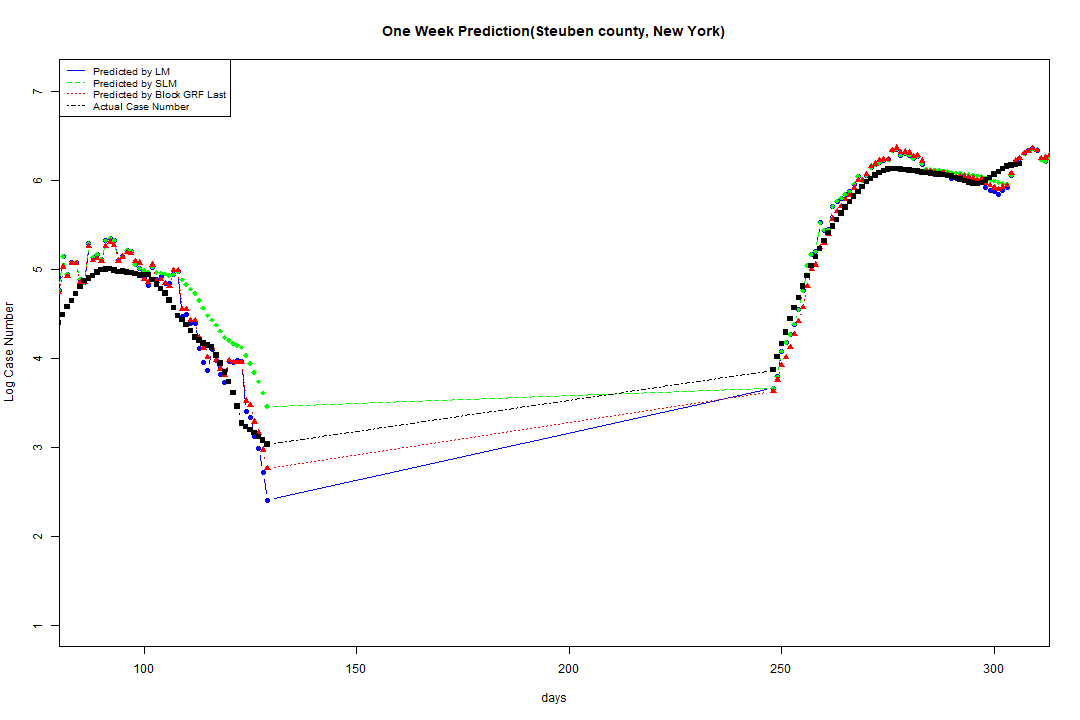 One Week Prediction(Steuben county, New York)
Predicted by LM
Predicted by SLM
Predicted by Block GRF Last
Actual Case Number
7
6
5
4
3
2
1
Log Case Number
100 150 200 250 300
days